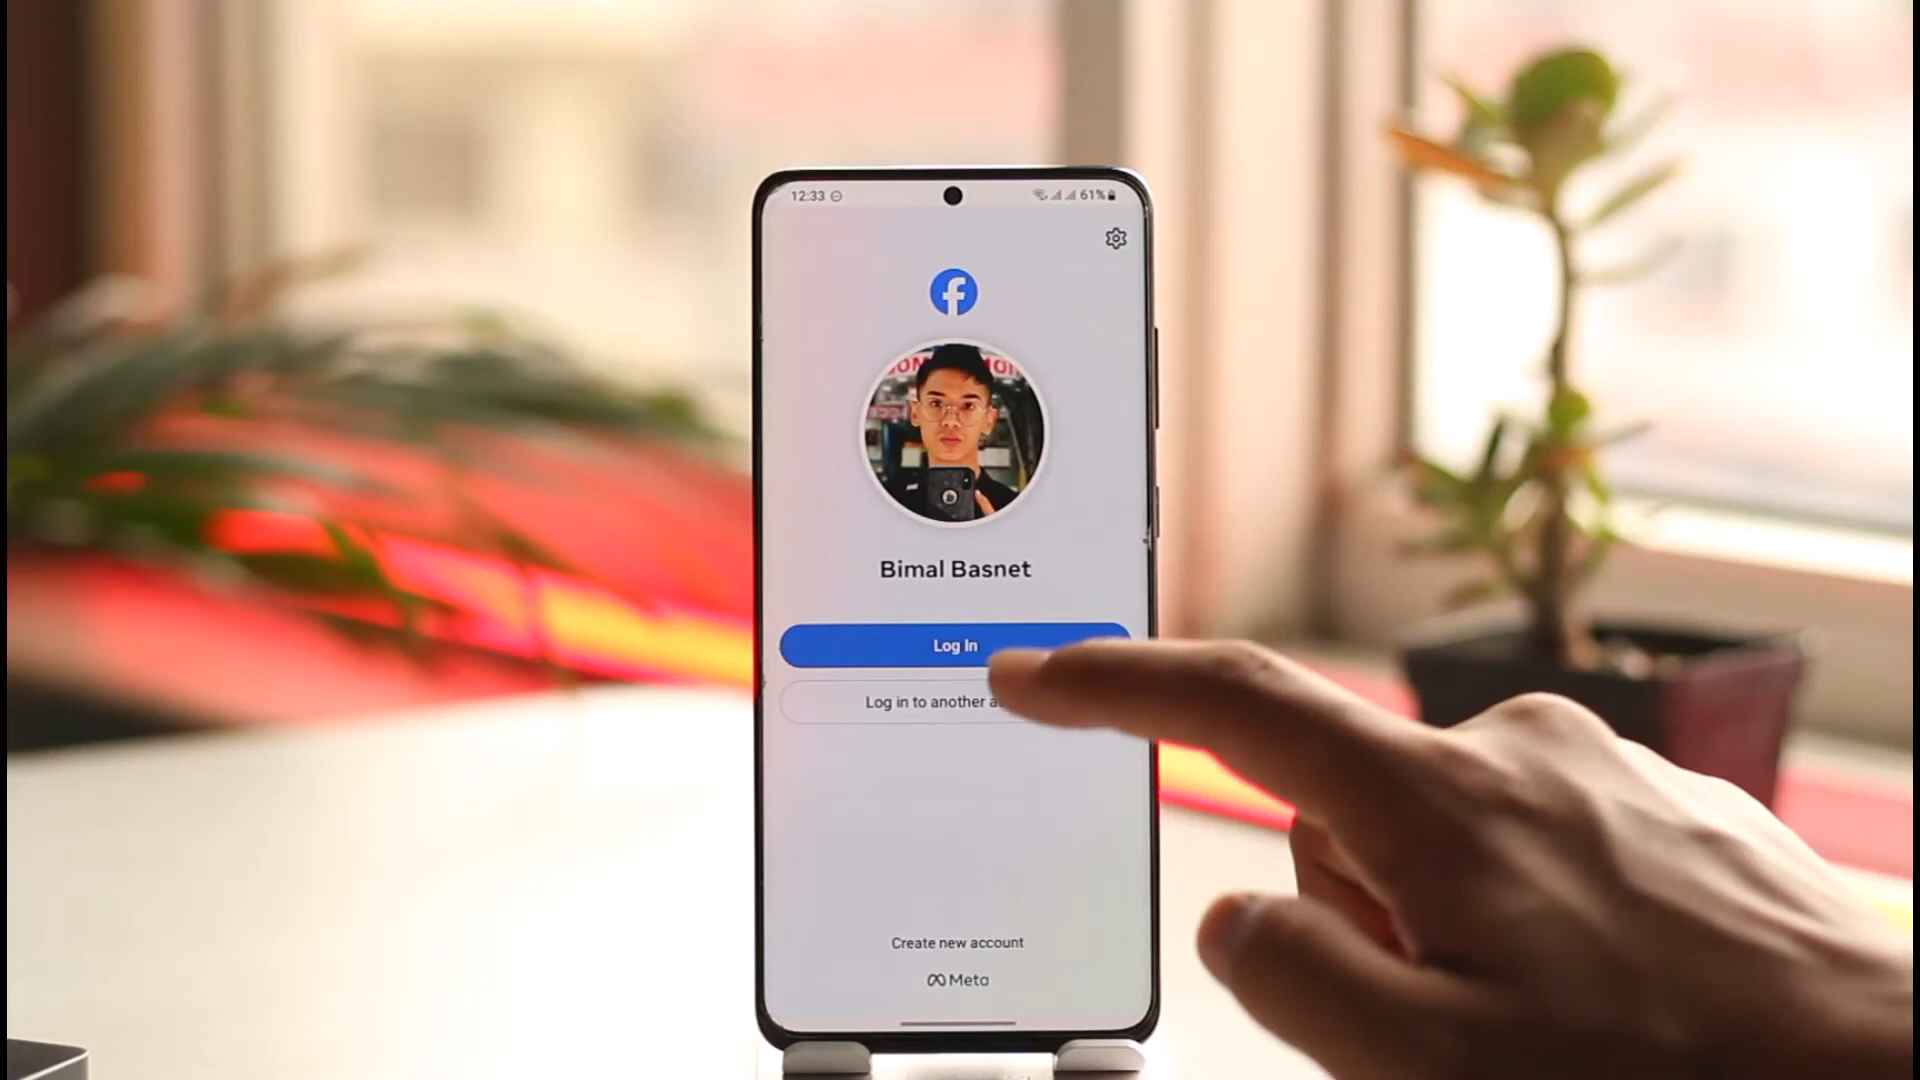 12:33
61%
Bimal Basnet
Log In
Log in to another
Create new account
Meta